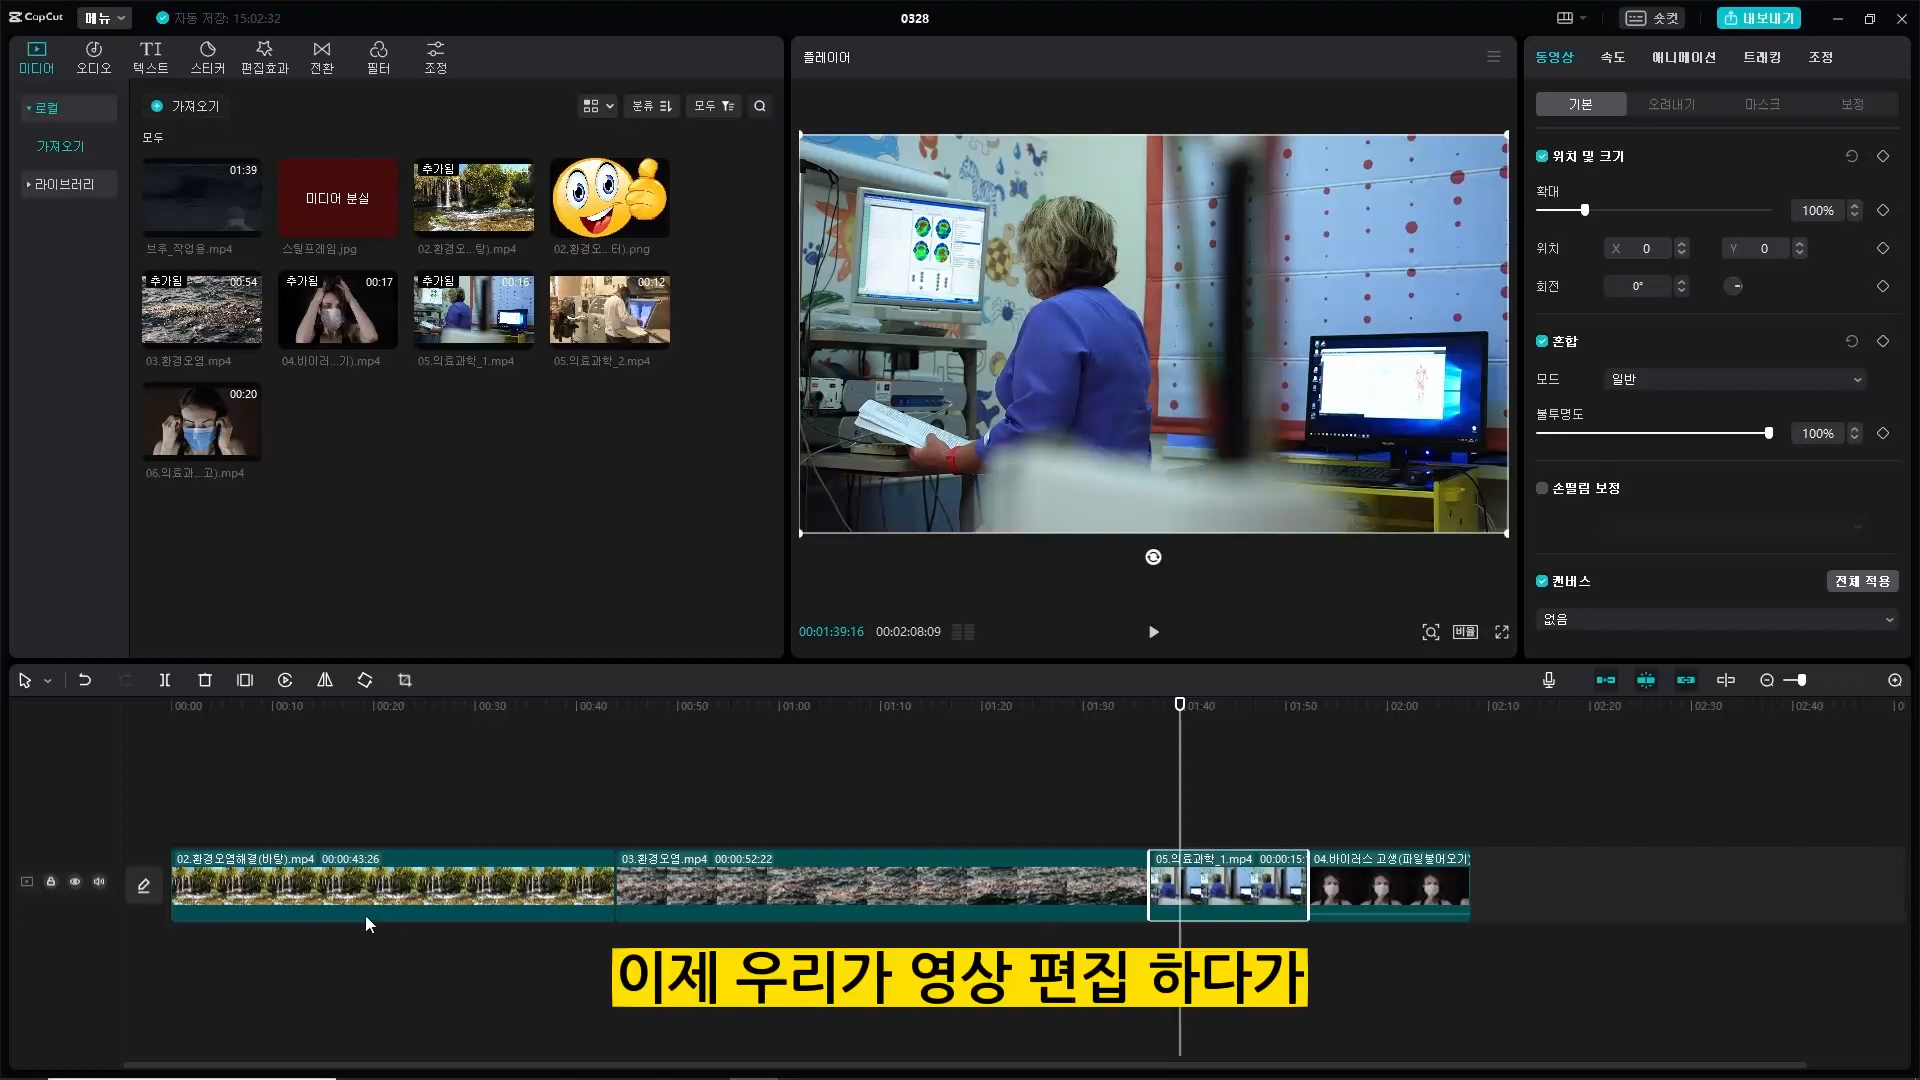 CapCut
메뉴
자동 저장: 15:02:32
0328
숏컷
내보내기
미디어
오디오
텍스트
스티커
편집효과
전환
필터
조정
로컬
가져오기
라이브러리
가져오기
분류
모두
모두
01:39
브루_작업용.mp4
미디어 분실
스틸프레임.jpg
추가됨
02.환경오...탕).mp4
02.환경오...터).png
추가됨 00:54
03.환경오염.mp4
추가됨 00:17
04.바이러...기).mp4
추가됨 00:16
05.의료과학_1.mp4
00:12
05.의료과학_2.mp4
00:20
06.의료과...고).mp4
플레이어
00:01:39:16 00:02:08:09
비율
동영상
속도
애니메이션
트래킹
조정
기본
오려내기
마스크
보정
위치 및 크기
확대
100%
위치
X 0
Y 0
회전
0°
혼합
모드
일반
불투명도
100%
손떨림 보정
캔버스
전체 적용
없음
00:00
00:10
00:20
00:30
00:40
00:50
01:00
01:10
01:20
01:30
01:40
01:50
02:00
02:10
02:20
02:30
02:40
02.환경오염해결(바탕).mp4 00:00:43:26
03.환경오염.mp4 00:00:52:22
05.의료과학_1.mp4 00:00:15:
04.바이러스 고생(파일붙어오기)
이제 우리가 영상 편집 하다가